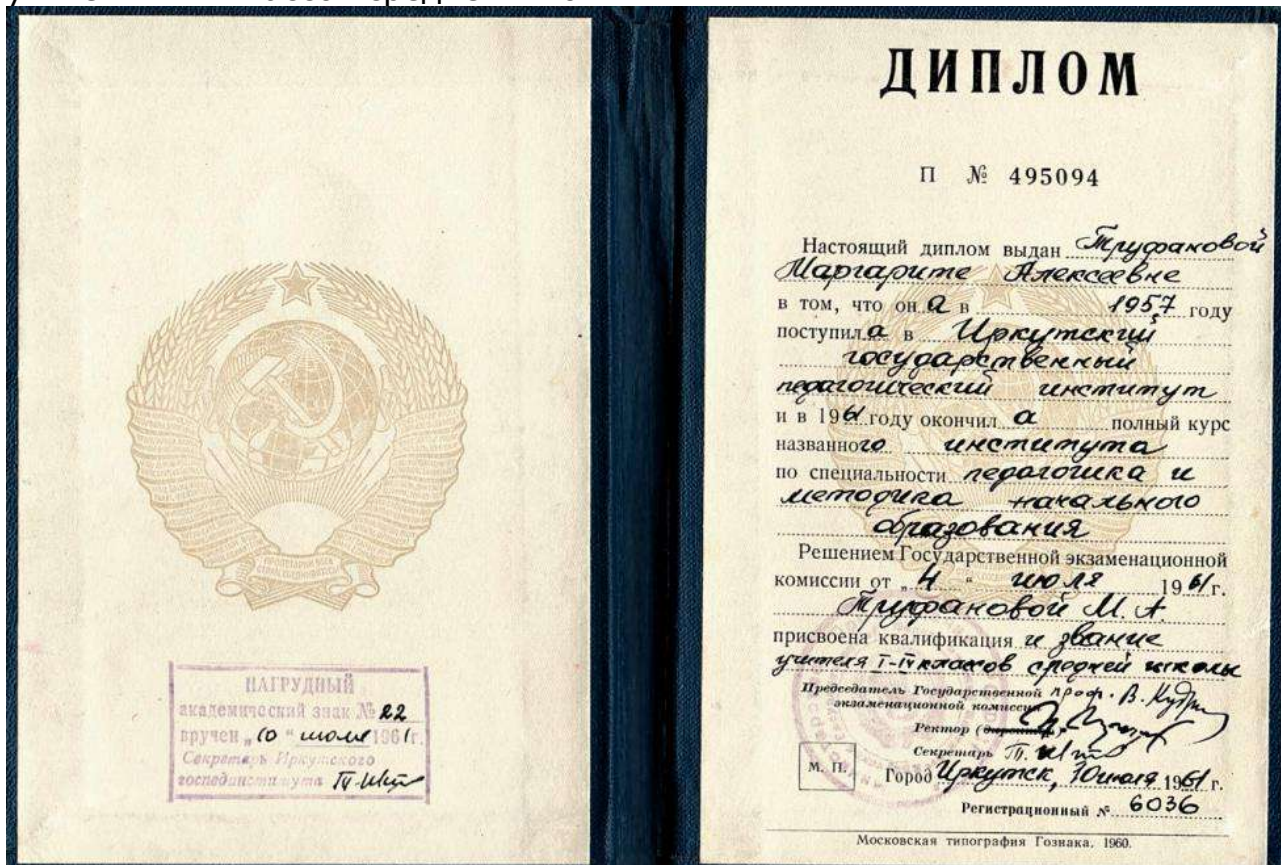 НАГРУДНЫЙ
академический знак № 22
вручен „10“ июля 1961г.
Секретарь Иркутского
госпединститута
ДИПЛОМ
П № 495094
Настоящий диплом выдан Труфановой
Маргарите Алексеевне
в том, что она в 1957 году
поступила в Иркутский
государственный
педагогический институт
и в 1961 году окончила полный курс
названного института
по специальности педагогика и
методика начального
образования
Решением Государственной экзаменационной
комиссии от „4“ июля 1961г.
Труфановой М. А.
присвоена квалификация и звание
учителя I-IV классов средней школы
Председатель Государственной проф. В.
экзаменационной комиссии
Ректор (директор)
Секретарь
М. П.
Город Иркутск, 10 июля 1961 г.
Регистрационный № 6036
Московская типография Гознака. 1960.